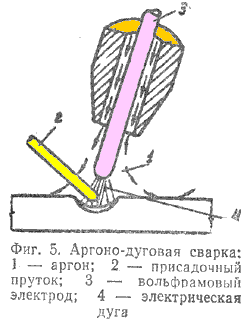 3
2
1
4
Фиг. 5. Аргоно-дуговая сварка:
1 — аргон; 2 — присадочный
пруток; 3 — вольфрамовый
электрод; 4 — электрическая
дуга